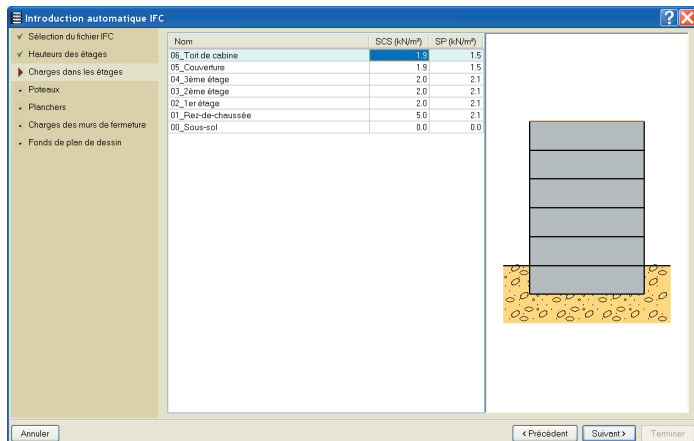 Introduction automatique IFC
Sélection du fichier IFC
Hauteurs des étages
Charges dans les étages
Poteaux
Planchers
Charges des murs de fermeture
Fonds de plan de dessin
Nom SCS (kN/m²) SP (kN/m²)
06_Toit de cabine 1.9 1.5
05_Couverture 1.9 1.5
04_3ème étage 2.0 2.1
03_2ème étage 2.0 2.1
02_1er étage 2.0 2.1
01_Rez-de-chaussée 5.0 2.1
00_Sous-sol 0.0 0.0
Annuler < Précédent Suivant > Terminer